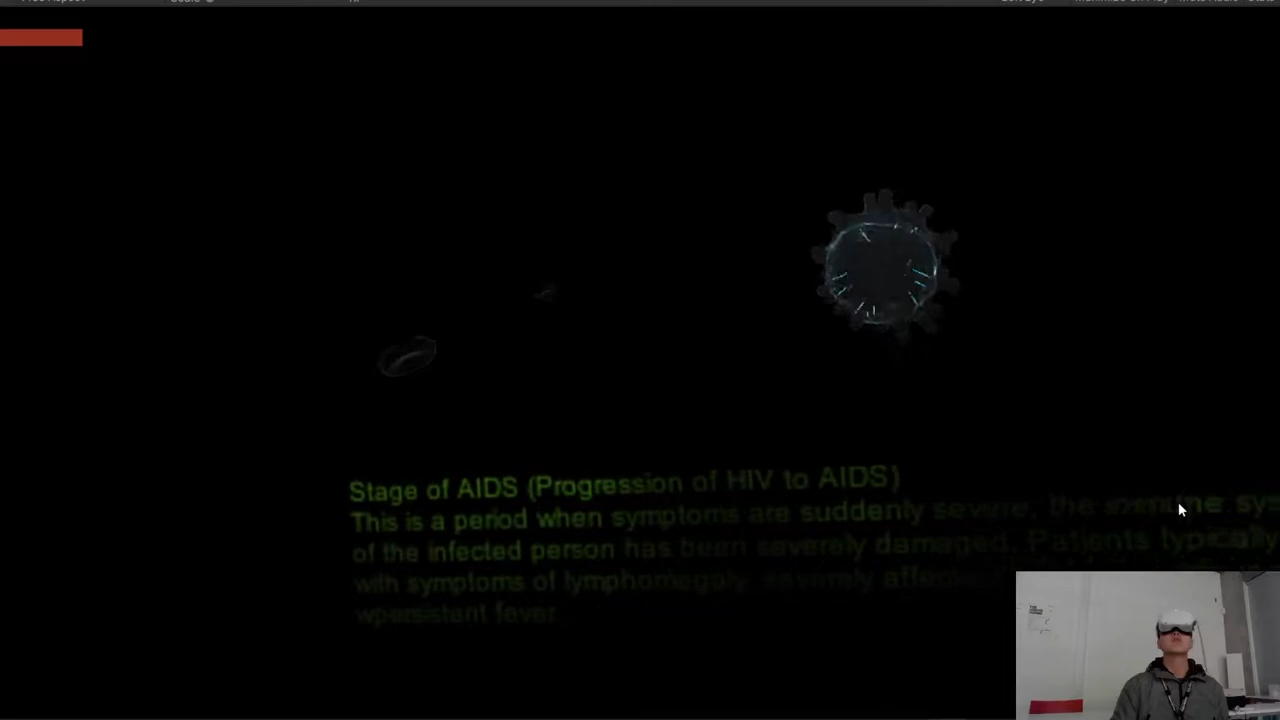 Stage of AIDS (Progression of HIV to AIDS)
This is a period when symptoms are suddenly severe, the immune sys
of the infected person has been severely damaged. Patients typically
with symptoms of lymphomegaly, severely affected
wpersistent fever